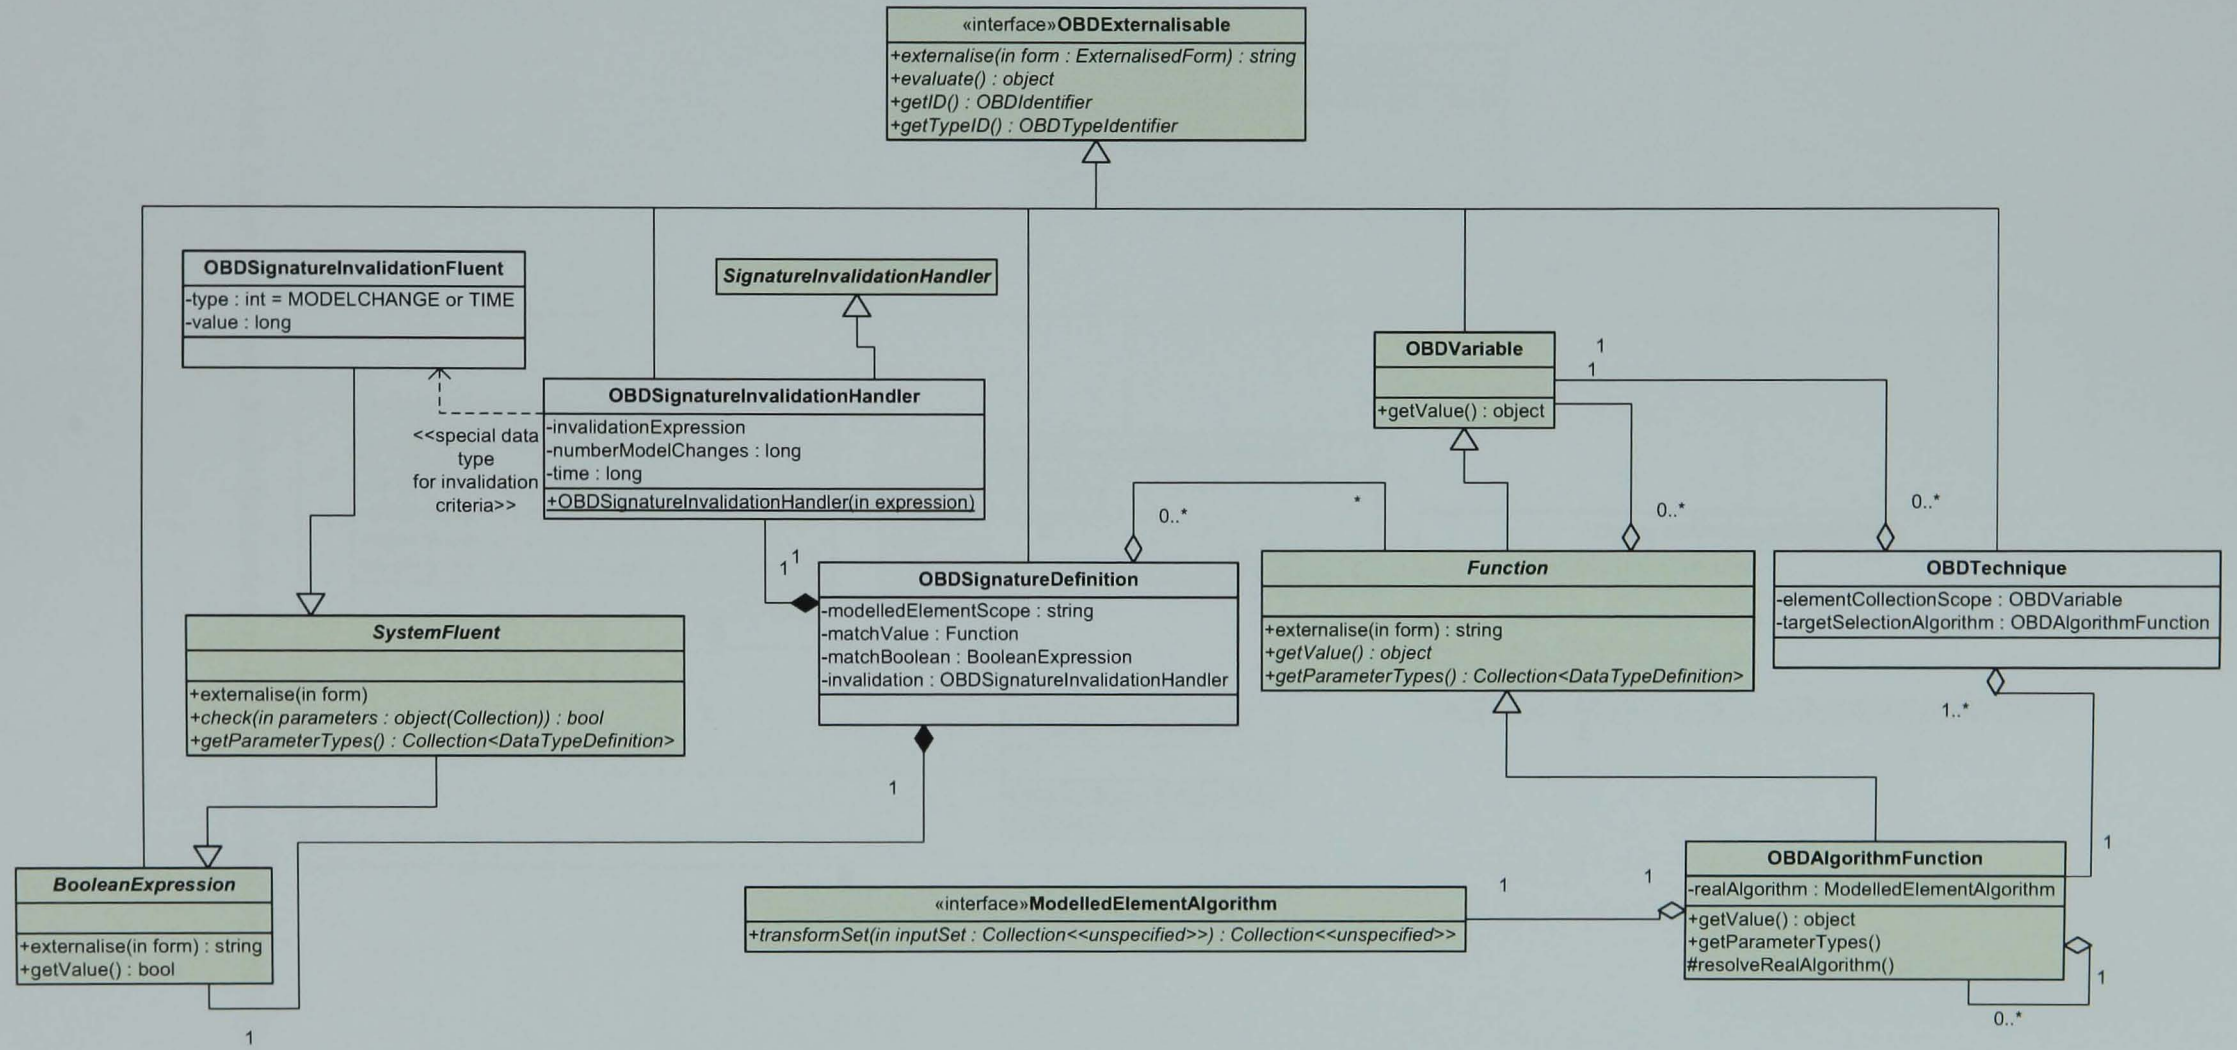 «interface»OBDExternalisable
+externalise(in form : ExternalisedForm) : string
+evaluate() : object
+getID() : OBDIdentifier
+getTypeID() : OBDTypeIdentifier
OBDSignatureInvalidationFluent
-type : int = MODELCHANGE or TIME
-value : long
SignatureInvalidationHandler
OBDSignatureInvalidationHandler
-invalidationExpression
-numberModelChanges : long
-time : long
+OBDSignatureInvalidationHandler(in expression)
<<special data
type
for invalidation
criteria>>
OBDVariable
+getValue() : object
1
1
0..*
0..*
0..*
*
1
1
OBDSignatureDefinition
-modelledElementScope : string
-matchValue : Function
-matchBoolean : BooleanExpression
-invalidation : OBDSignatureInvalidationHandler
Function
+externalise(in form) : string
+getValue() : object
+getParameterTypes() : Collection<DataTypeDefinition>
OBDTechnique
-elementCollectionScope : OBDVariable
-targetSelectionAlgorithm : OBDAlgorithmFunction
SystemFluent
+externalise(in form)
+check(in parameters : object(Collection)) : bool
+getParameterTypes() : Collection<DataTypeDefinition>
1..*
1
1
BooleanExpression
+externalise(in form) : string
+getValue() : bool
1
«interface»ModelledElementAlgorithm
+transformSet(in inputSet : Collection<<unspecified>>) : Collection<<unspecified>>
1
1
OBDAlgorithmFunction
-realAlgorithm : ModelledElementAlgorithm
+getValue() : object
+getParameterTypes()
#resolveRealAlgorithm()
1
0..*